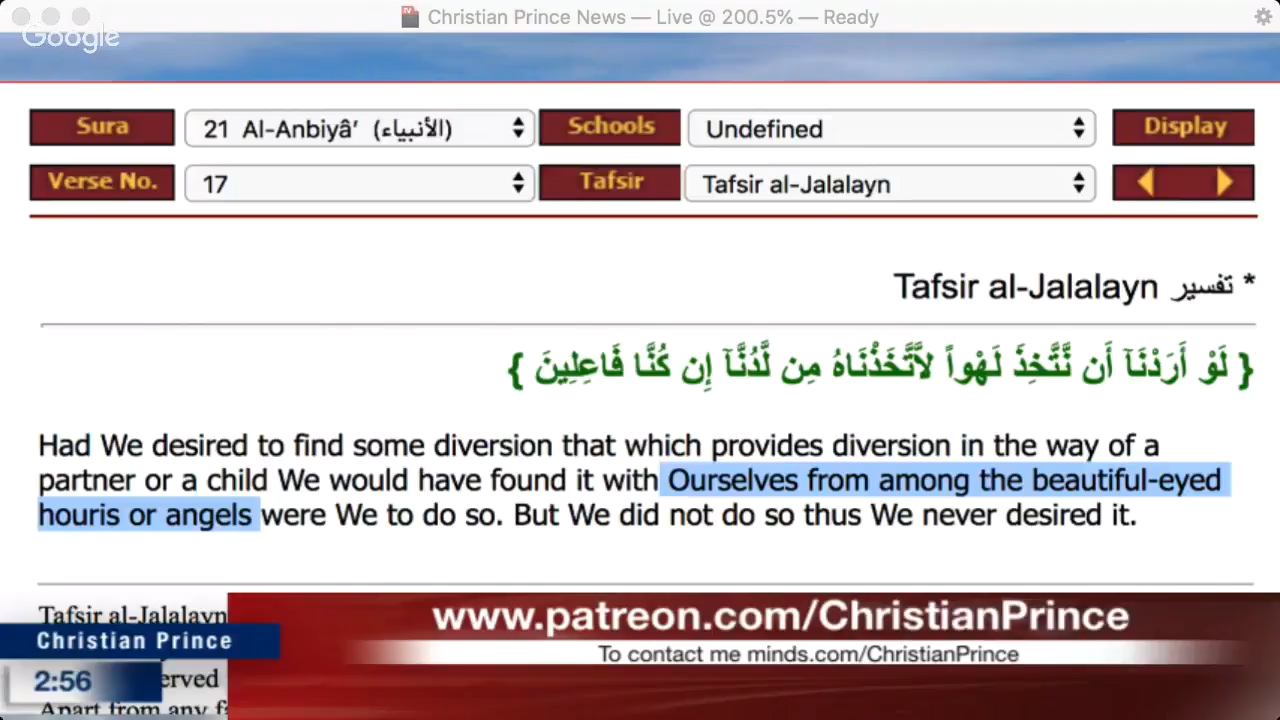 Christian Prince News — Live @ 200.5% — Ready
Google
Sura
21 Al-Anbiyâ’ (الأنبياء)
Schools
Undefined
Display
Verse No.
17
Tafsir
Tafsir al-Jalalayn
* تفسير Tafsir al-Jalalayn
{ لَوْ أَرَدْنَآ أَن نَّتَّخِذَ لَهْواً لاَّتَّخَذْنَاهُ مِن لَّدُنَّآ إِن كُنَّا فَاعِلِينَ }
Had We desired to find some diversion that which provides diversion in the way of a
partner or a child We would have found it with Ourselves from among the beautiful-eyed
houris or angels were We to do so. But We did not do so thus We never desired it.
Tafsir al-Jalalayn
www.patreon.com/ChristianPrince
Christian Prince
To contact me minds.com/ChristianPrince
2:56
erved
Apart from any f